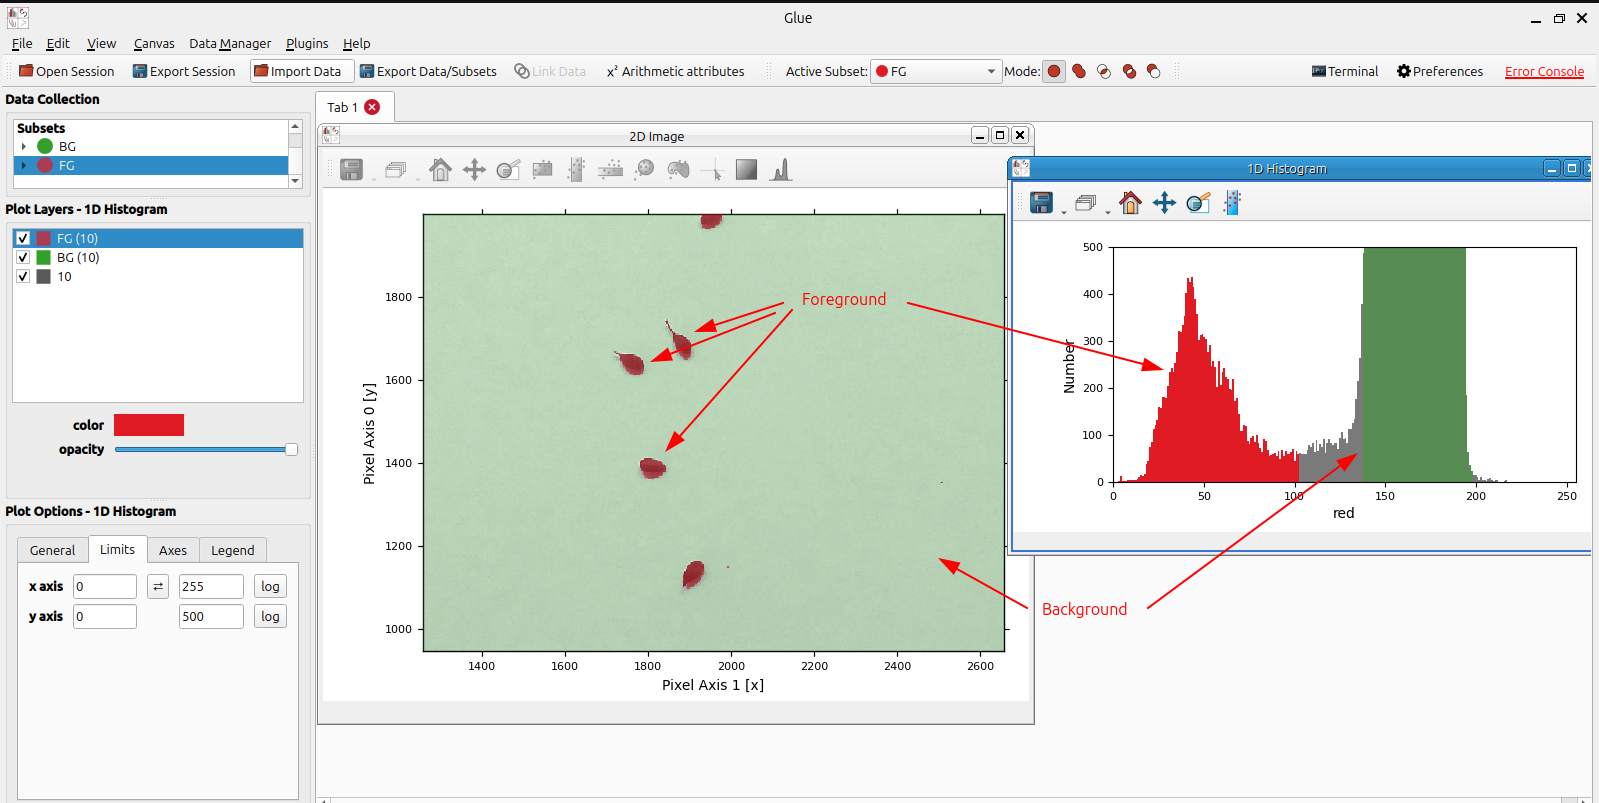 Glue
File Edit View Canvas Data Manager Plugins Help
Open Session Export Session Import Data Export Data/Subsets Link Data x² Arithmetic attributes Active Subset: FG Mode: Terminal Preferences Error Console
Data Collection
Subsets
BG
FG
Plot Layers - 1D Histogram
FG (10)
BG (10)
10
color
opacity
Plot Options - 1D Histogram
General Limits Axes Legend
x axis 0 255 log
y axis 0 500 log
Tab 1
2D Image
1800
1600
1400
1200
1000
Pixel Axis 0 [y]
1400 1600 1800 2000 2200 2400 2600
Pixel Axis 1 [x]
Foreground
Background
1D Histogram
500
400
300
200
100
0
Number
0 50 100 150 200 250
red